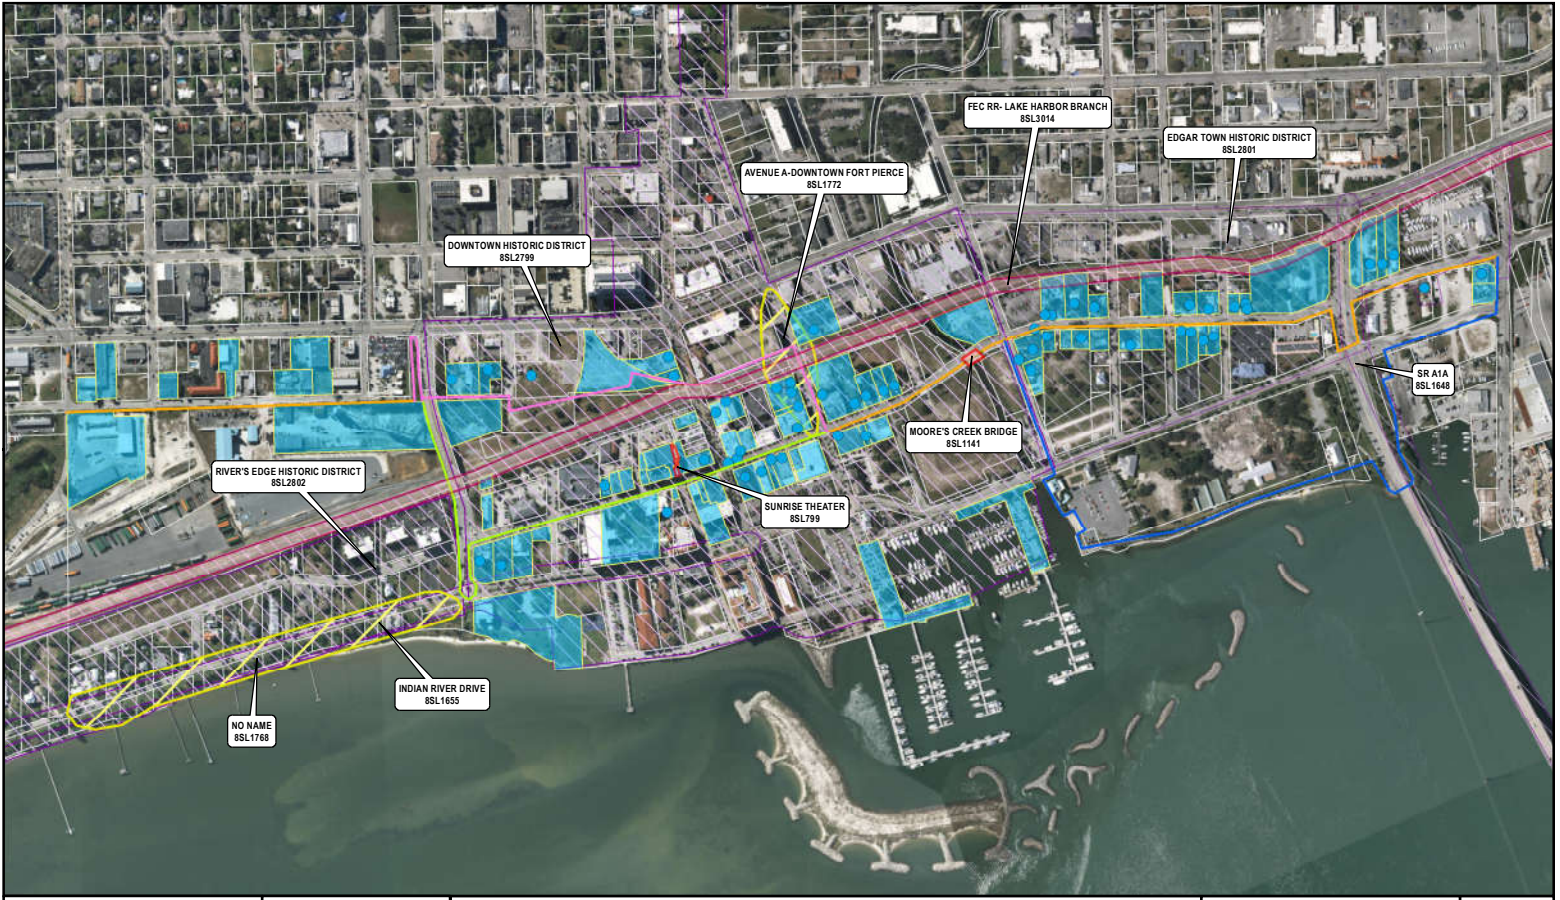 FEC RR- LAKE HARBOR BRANCH
8SL3014
EDGAR TOWN HISTORIC DISTRICT
8SL2801
AVENUE A-DOWNTOWN FORT PIERCE
8SL1772
DOWNTOWN HISTORIC DISTRICT
8SL2799
SR A1A
8SL1648
MOORE'S CREEK BRIDGE
8SL1141
RIVER'S EDGE HISTORIC DISTRICT
8SL2802
SUNRISE THEATER
8SL799
INDIAN RIVER DRIVE
8SL1655
NO NAME
8SL1768